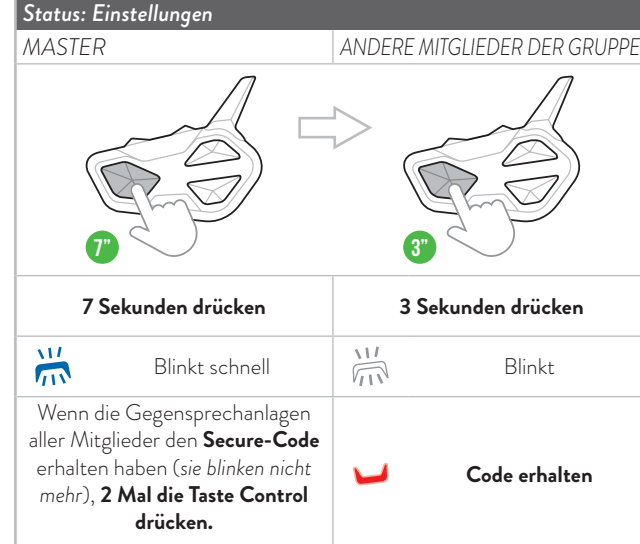 Status: Einstellungen
MASTER
ANDERE MITGLIEDER DER GRUPPE
7”
3”
7 Sekunden drücken
3 Sekunden drücken
Blinkt schnell
Blinkt
Wenn die Gegensprechanlagen
aller Mitglieder den Secure-Code
erhalten haben (sie blinken nicht
mehr), 2 Mal die Taste Control
drücken.
Code erhalten